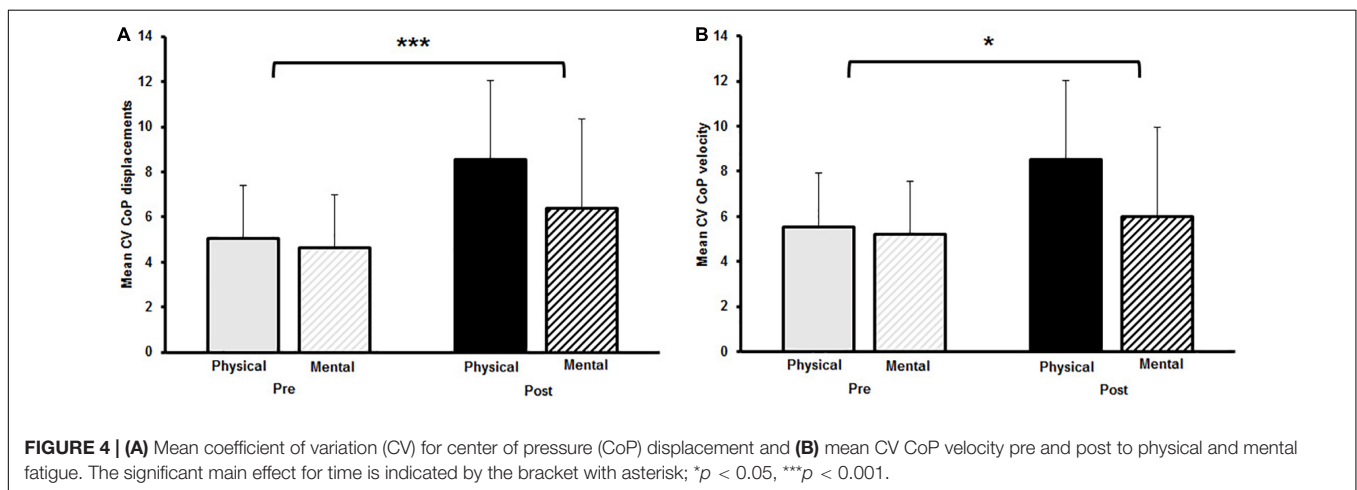 A
14
12
10
8
6
4
2
0
Mean CV CoP displacements
***
Physical
Mental
Physical
Mental
Pre
Post
B
14
12
10
8
6
4
2
0
Mean CV CoP velocity
*
Physical
Mental
Physical
Mental
Pre
Post
FIGURE 4 | (A) Mean coefficient of variation (CV) for center of pressure (CoP) displacement and (B) mean CV CoP velocity pre and post to physical and mental
fatigue. The significant main effect for time is indicated by the bracket with asterisk; *p < 0.05, ***p < 0.001.